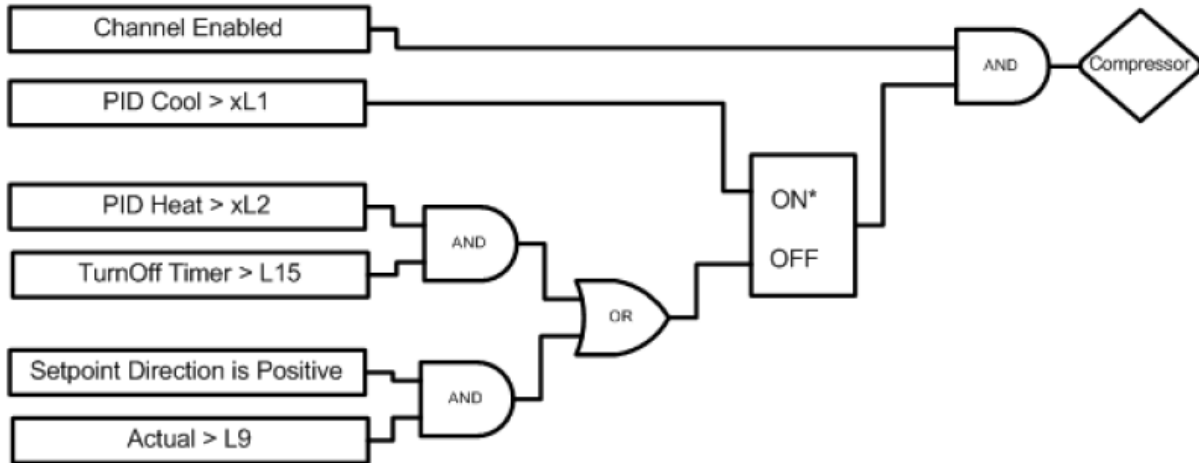 Channel Enabled
PID Cool > xL1
PID Heat > xL2
TurnOff Timer > L15
Setpoint Direction is Positive
Actual > L9
AND
AND
OR
ON*
OFF
AND
Compressor